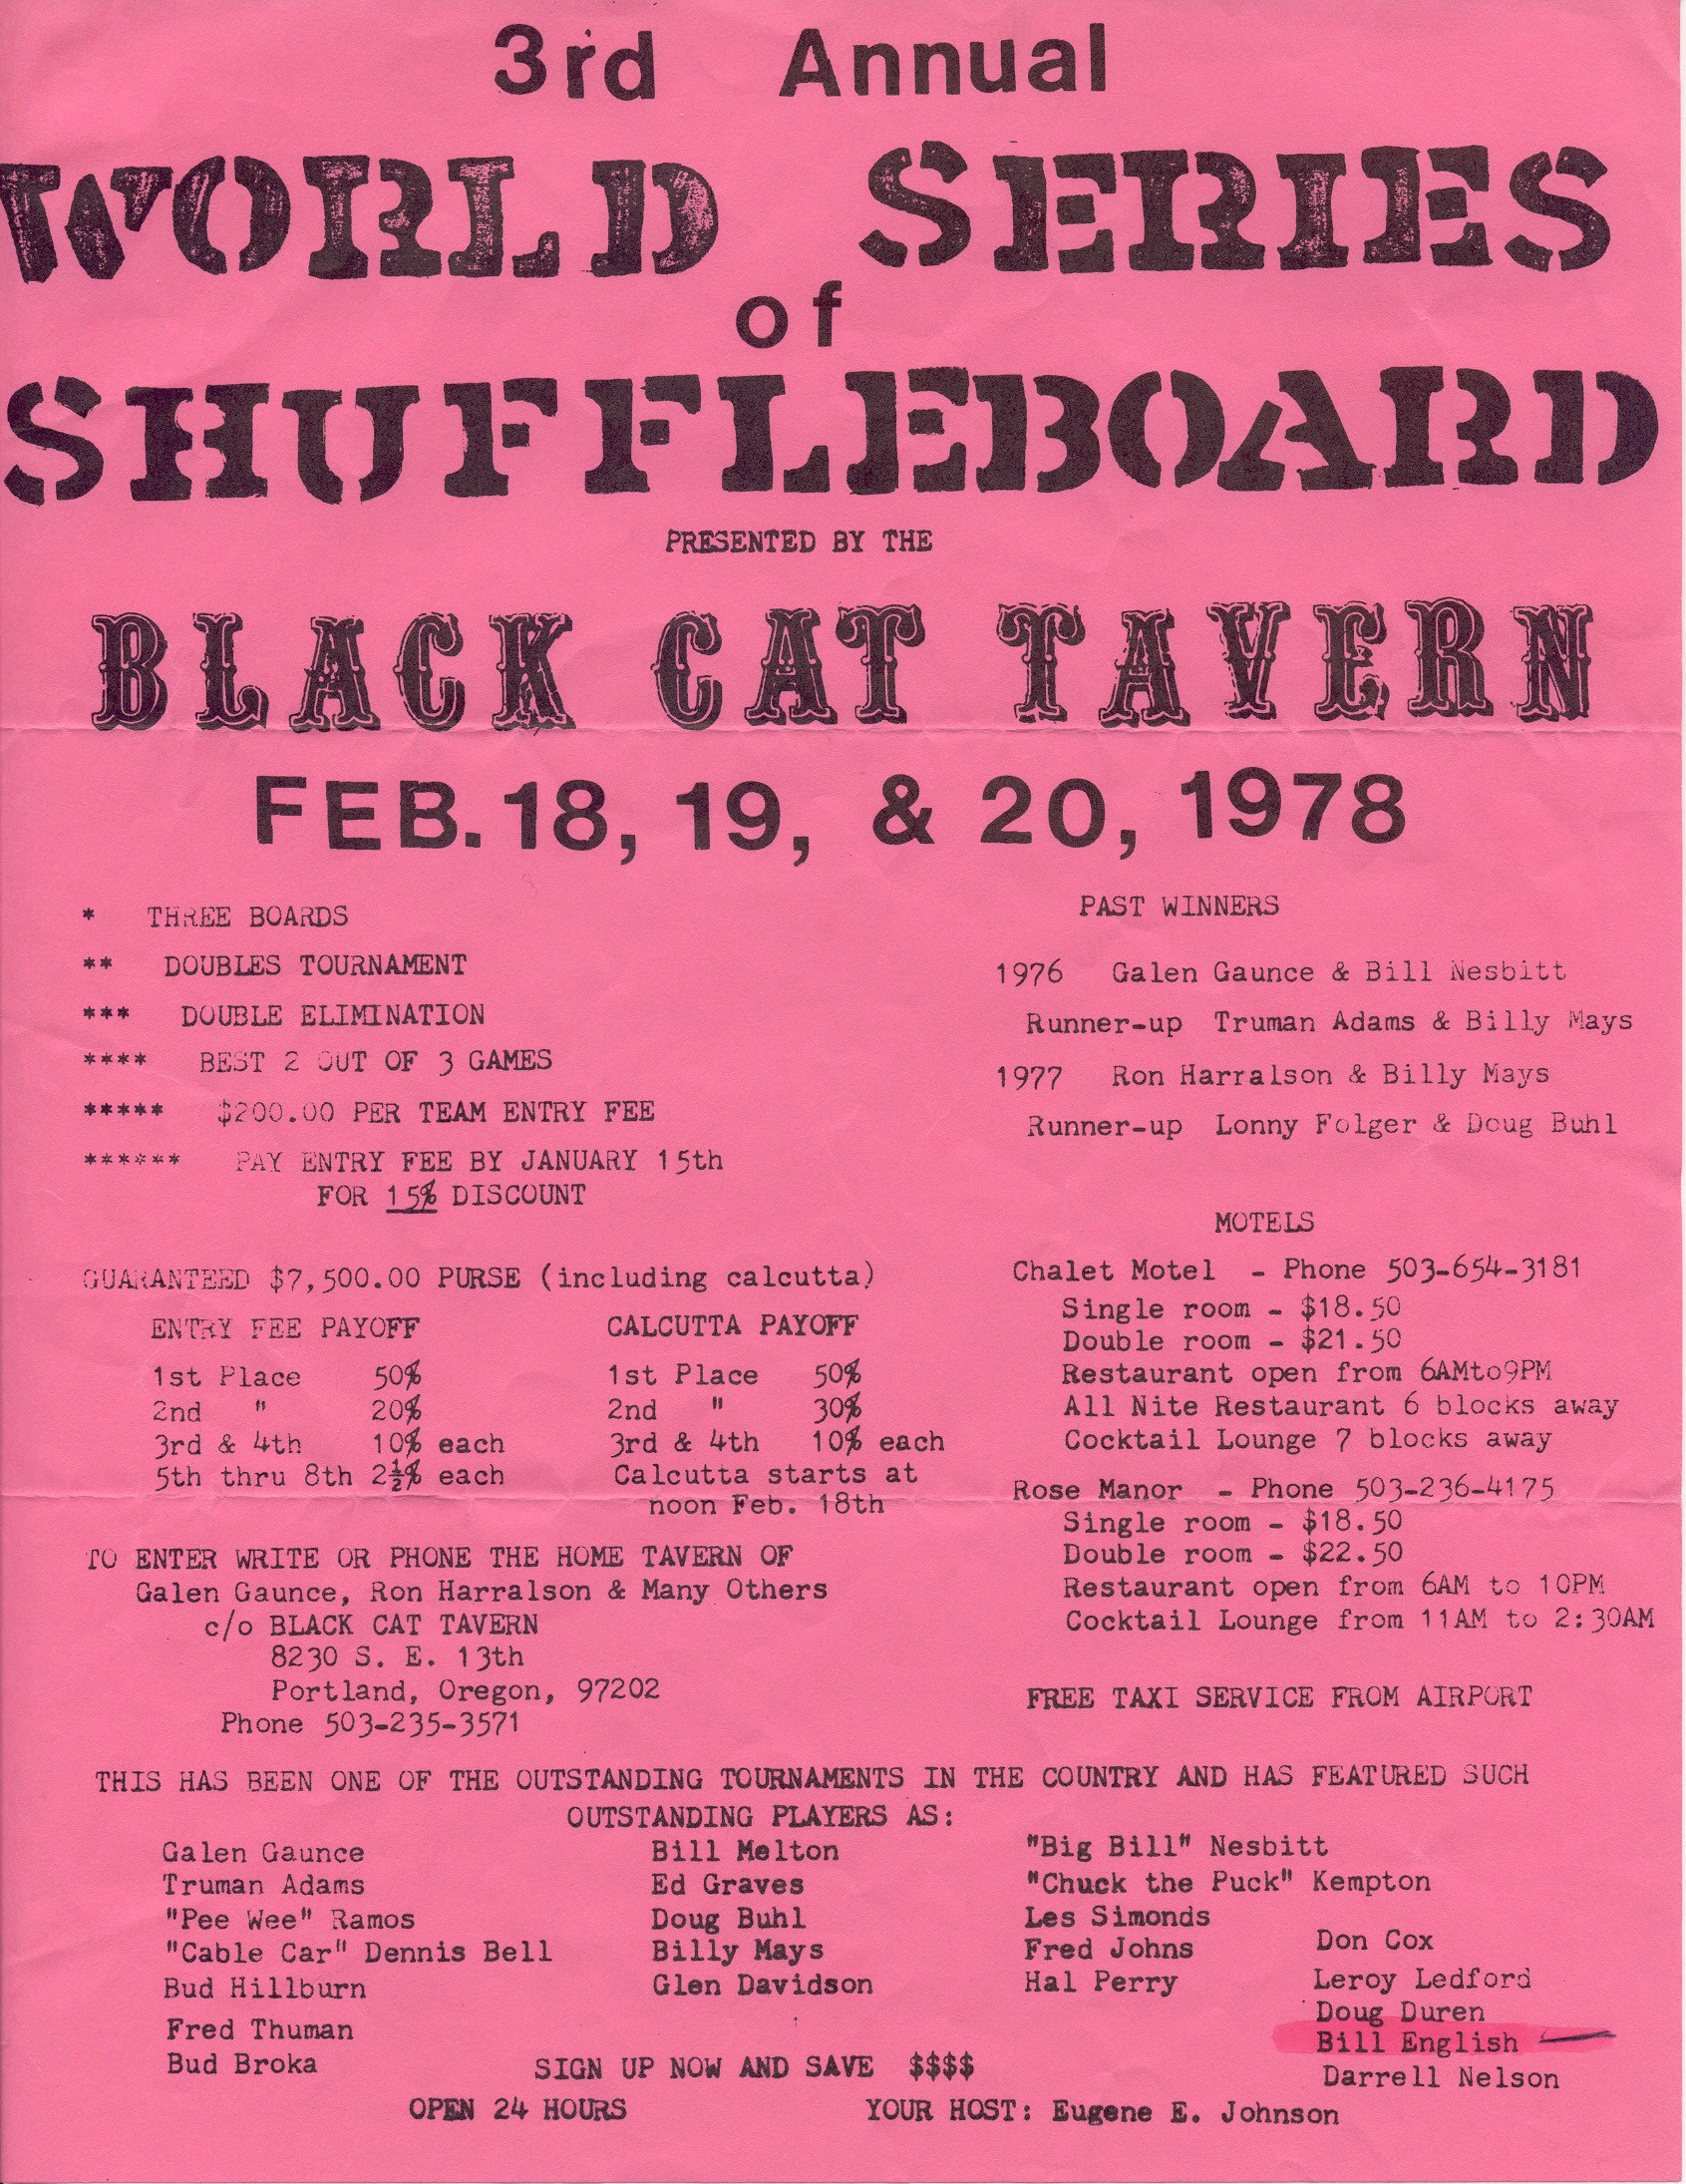 3rd Annual
WORLD SERIES
of
SHUFFLEBOARD
PRESENTED BY THE
BLACK CAT TAVERN
FEB. 18, 19, & 20, 1978
* THREE BOARDS
** DOUBLES TOURNAMENT
*** DOUBLE ELIMINATION
**** BEST 2 OUT OF 3 GAMES
***** $200.00 PER TEAM ENTRY FEE
****** PAY ENTRY FEE BY JANUARY 15th
FOR 15% DISCOUNT
PAST WINNERS
1976 Galen Gaunce & Bill Nesbitt
Runner-up Truman Adams & Billy Mays
1977 Ron Harralson & Billy Mays
Runner-up Lonny Folger & Doug Buhl
GUARANTEED $7,500.00 PURSE (including calcutta)
ENTRY FEE PAYOFF
1st Place 50%
2nd " 20%
3rd & 4th 10% each
5th thru 8th 2½% each
CALCUTTA PAYOFF
1st Place 50%
2nd " 30%
3rd & 4th 10% each
Calcutta starts at
noon Feb. 18th
MOTELS
Chalet Motel - Phone 503-654-3181
Single room - $18.50
Double room - $21.50
Restaurant open from 6AMto9PM
All Nite Restaurant 6 blocks away
Cocktail Lounge 7 blocks away
Rose Manor - Phone 503-236-4175
Single room - $18.50
Double room - $22.50
Restaurant open from 6AM to 10PM
Cocktail Lounge from 11AM to 2:30AM
FREE TAXI SERVICE FROM AIRPORT
TO ENTER WRITE OR PHONE THE HOME TAVERN OF
Galen Gaunce, Ron Harralson & Many Others
c/o BLACK CAT TAVERN
8230 S. E. 13th
Portland, Oregon, 97202
Phone 503-235-3571
THIS HAS BEEN ONE OF THE OUTSTANDING TOURNAMENTS IN THE COUNTRY AND HAS FEATURED SUCH
OUTSTANDING PLAYERS AS:
Galen Gaunce
Truman Adams
"Pee Wee" Ramos
"Cable Car" Dennis Bell
Bud Hillburn
Fred Thuman
Bud Broka
Bill Melton
Ed Graves
Doug Buhl
Billy Mays
Glen Davidson
"Big Bill" Nesbitt
"Chuck the Puck" Kempton
Les Simonds
Fred Johns
Hal Perry
Don Cox
Leroy Ledford
Doug Duren
Bill English
Darrell Nelson
SIGN UP NOW AND SAVE $$$$
OPEN 24 HOURS
YOUR HOST: Eugene E. Johnson